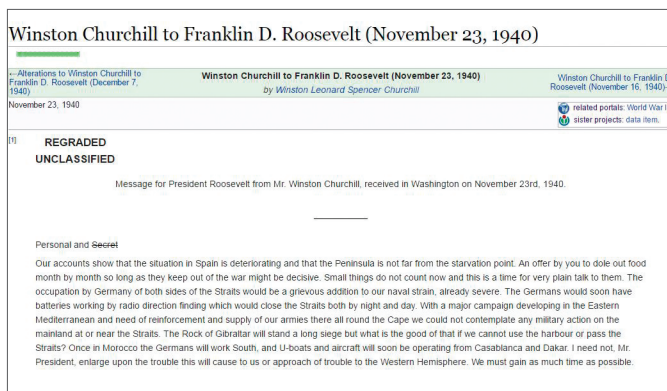 Winston Churchill to Franklin D. Roosevelt (November 23, 1940)
←Alterations to Winston Churchill to
Franklin D. Roosevelt (December 7,
1940)
Winston Churchill to Franklin D. Roosevelt (November 23, 1940)
by Winston Leonard Spencer Churchill
Winston Churchill to Franklin D
Roosevelt (November 16, 1940)
November 23, 1940
related portals: World War I
sister projects: data item.
[1] REGRADED
UNCLASSIFIED
Message for President Roosevelt from Mr. Winston Churchill, received in Washington on November 23rd, 1940.
Personal and Secret
Our accounts show that the situation in Spain is deteriorating and that the Peninsula is not far from the starvation point. An offer by you to dole out food
month by month so long as they keep out of the war might be decisive. Small things do not count now and this is a time for very plain talk to them. The
occupation by Germany of both sides of the Straits would be a grievous addition to our naval strain, already severe. The Germans would soon have
batteries working by radio direction finding which would close the Straits both by night and day. With a major campaign developing in the Eastern
Mediterranean and need of reinforcement and supply of our armies there all round the Cape we could not contemplate any military action on the
mainland at or near the Straits. The Rock of Gibraltar will stand a long siege but what is the good of that if we cannot use the harbour or pass the
Straits? Once in Morocco the Germans will work South, and U-boats and aircraft will soon be operating from Casablanca and Dakar. I need not, Mr.
President, enlarge upon the trouble this will cause to us or approach of trouble to the Western Hemisphere. We must gain as much time as possible.